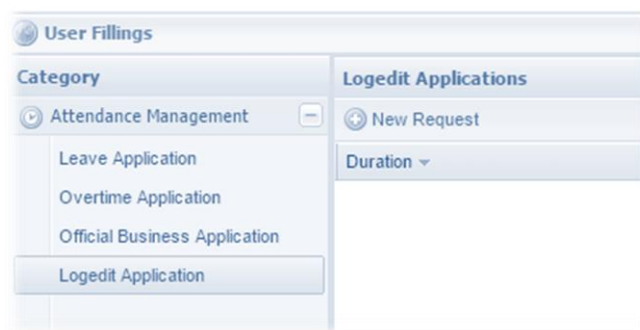 User Fillings
Category
Attendance Management
Leave Application
Overtime Application
Official Business Application
Logedit Application
Logedit Applications
New Request
Duration